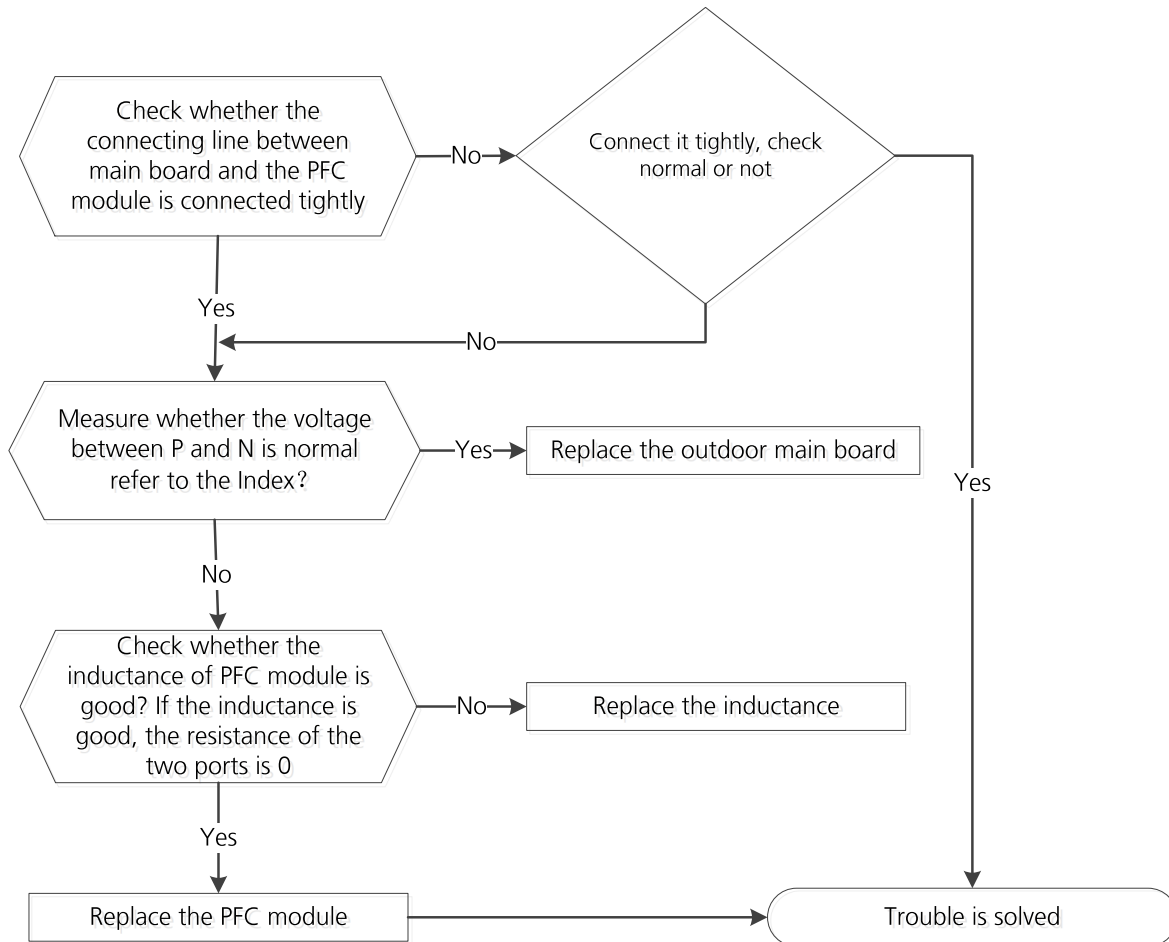 Check whether the
connecting line between
main board and the PFC
module is connected tightly
No
Connect it tightly, check
normal or not
Yes
No
Measure whether the voltage
between P and N is normal
refer to the Index?
Yes
Replace the outdoor main board
Yes
No
Check whether the
inductance of PFC module is
good? If the inductance is
good, the resistance of the
two ports is 0
No
Replace the inductance
Yes
Replace the PFC module
Trouble is solved